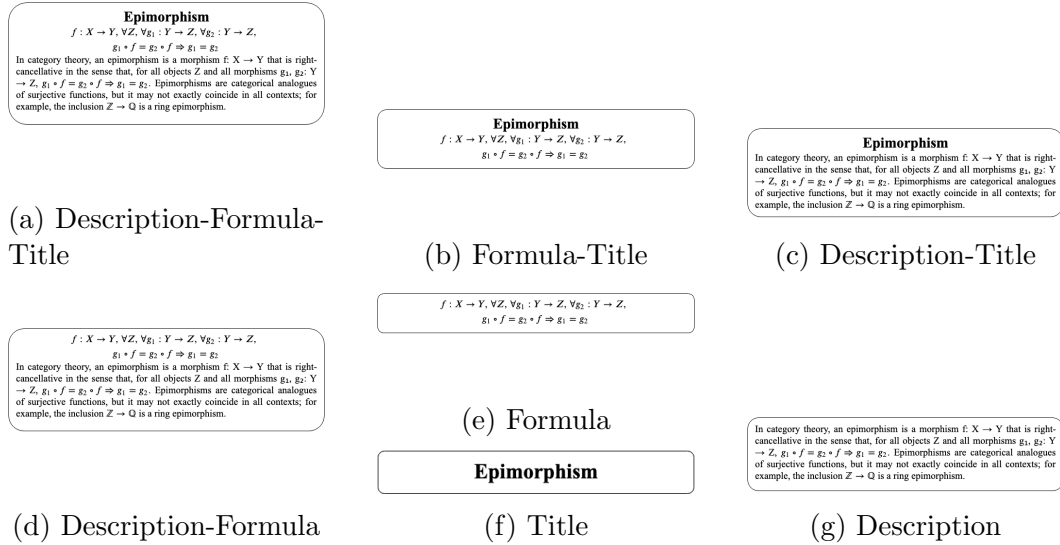 Epimorphism
f : X → Y, ∀Z, ∀g₁ : Y → Z, ∀g₂ : Y → Z,
g₁ ∘ f = g₂ ∘ f ⇒ g₁ = g₂
In category theory, an epimorphism is a morphism f: X → Y that is right-
cancellative in the sense that, for all objects Z and all morphisms g₁, g₂: Y
→ Z, g₁ ∘ f = g₂ ∘ f ⇒ g₁ = g₂. Epimorphisms are categorical analogues
of surjective functions, but it may not exactly coincide in all contexts; for
example, the inclusion ℤ → ℚ is a ring epimorphism.
(a) Description-Formula-
Title
Epimorphism
f : X → Y, ∀Z, ∀g₁ : Y → Z, ∀g₂ : Y → Z,
g₁ ∘ f = g₂ ∘ f ⇒ g₁ = g₂
(b) Formula-Title
Epimorphism
In category theory, an epimorphism is a morphism f: X → Y that is right-
cancellative in the sense that, for all objects Z and all morphisms g₁, g₂: Y
→ Z, g₁ ∘ f = g₂ ∘ f ⇒ g₁ = g₂. Epimorphisms are categorical analogues
of surjective functions, but it may not exactly coincide in all contexts; for
example, the inclusion ℤ → ℚ is a ring epimorphism.
(c) Description-Title
f : X → Y, ∀Z, ∀g₁ : Y → Z, ∀g₂ : Y → Z,
g₁ ∘ f = g₂ ∘ f ⇒ g₁ = g₂
In category theory, an epimorphism is a morphism f: X → Y that is right-
cancellative in the sense that, for all objects Z and all morphisms g₁, g₂: Y
→ Z, g₁ ∘ f = g₂ ∘ f ⇒ g₁ = g₂. Epimorphisms are categorical analogues
of surjective functions, but it may not exactly coincide in all contexts; for
example, the inclusion ℤ → ℚ is a ring epimorphism.
(d) Description-Formula
f : X → Y, ∀Z, ∀g₁ : Y → Z, ∀g₂ : Y → Z,
g₁ ∘ f = g₂ ∘ f ⇒ g₁ = g₂
(e) Formula
Epimorphism
(f) Title
In category theory, an epimorphism is a morphism f: X → Y that is right-
cancellative in the sense that, for all objects Z and all morphisms g₁, g₂: Y
→ Z, g₁ ∘ f = g₂ ∘ f ⇒ g₁ = g₂. Epimorphisms are categorical analogues
of surjective functions, but it may not exactly coincide in all contexts; for
example, the inclusion ℤ → ℚ is a ring epimorphism.
(g) Description